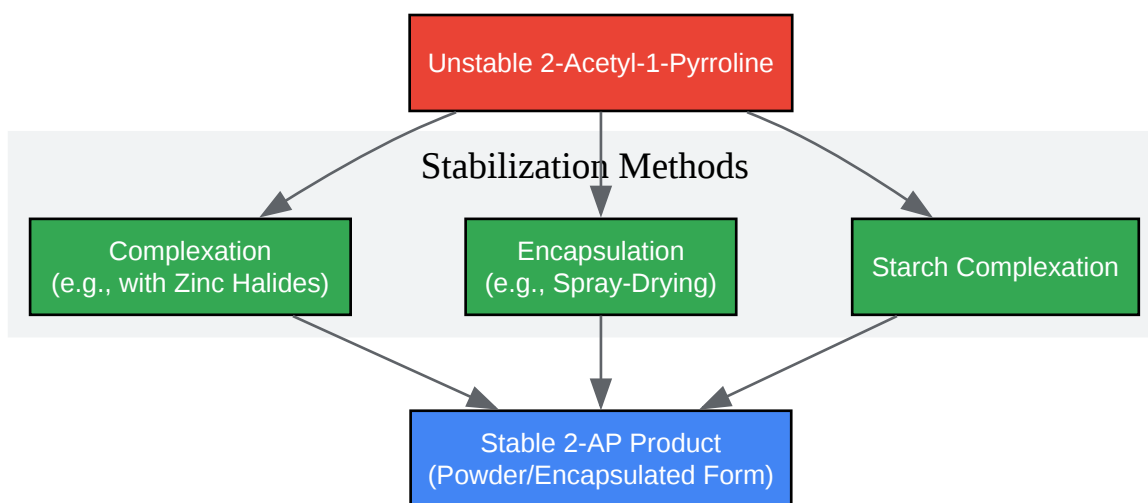 Unstable 2-Acetyl-1-Pyrroline
Stabilization Methods
Complexation
(e.g., with Zinc Halides)
Encapsulation
(e.g., Spray-Drying)
Starch Complexation
Stable 2-AP Product
(Powder/Encapsulated Form)